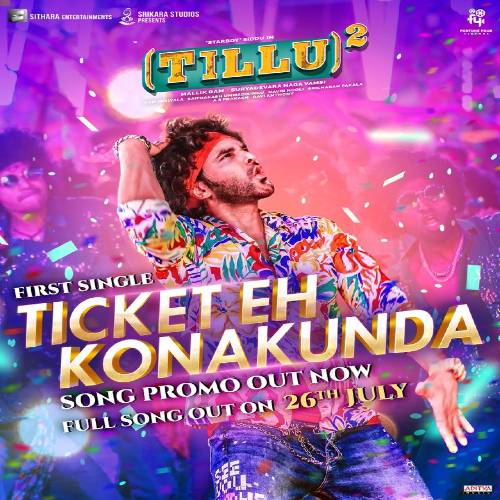 SITHARA ENTERTAINMENTS
SRIKARA STUDIOS
PRESENTS
FORTUNE FOUR
CINEMAS
"STARBOY" SIDDU IN
(TILLU)²
MALLIK RAM SURYADEVARA NAGA VAMSI
FIRST SINGLE
TICKET EH
KONAKUNDA
SONG PROMO OUT NOW
FULL SONG OUT ON 26TH JULY
ADITYA